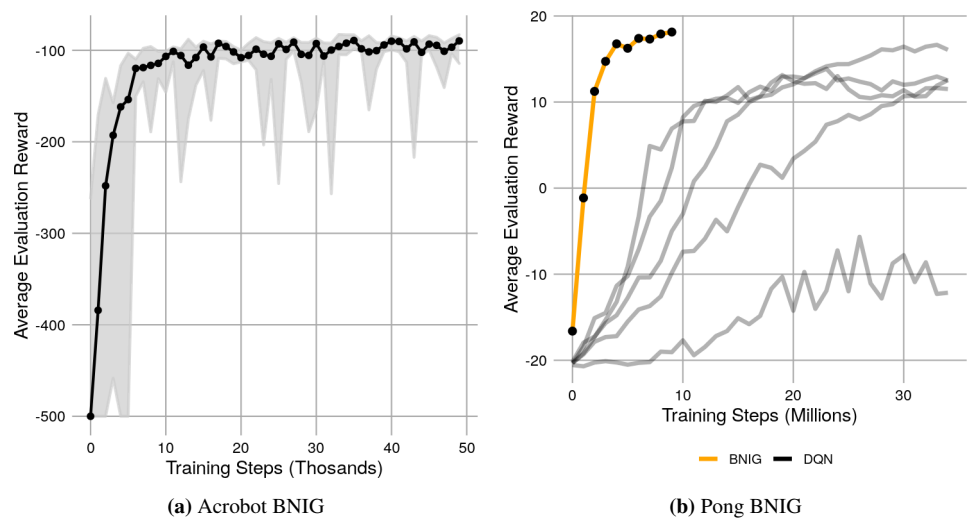 -100
-200
-300
-400
-500
Average Evaluation Reward
0 10 20 30 40 50
Training Steps (Thosands)
(a) Acrobot BNIG
20
10
0
-10
-20
Average Evaluation Reward
0 10 20 30
Training Steps (Millions)
BNIG DQN
(b) Pong BNIG